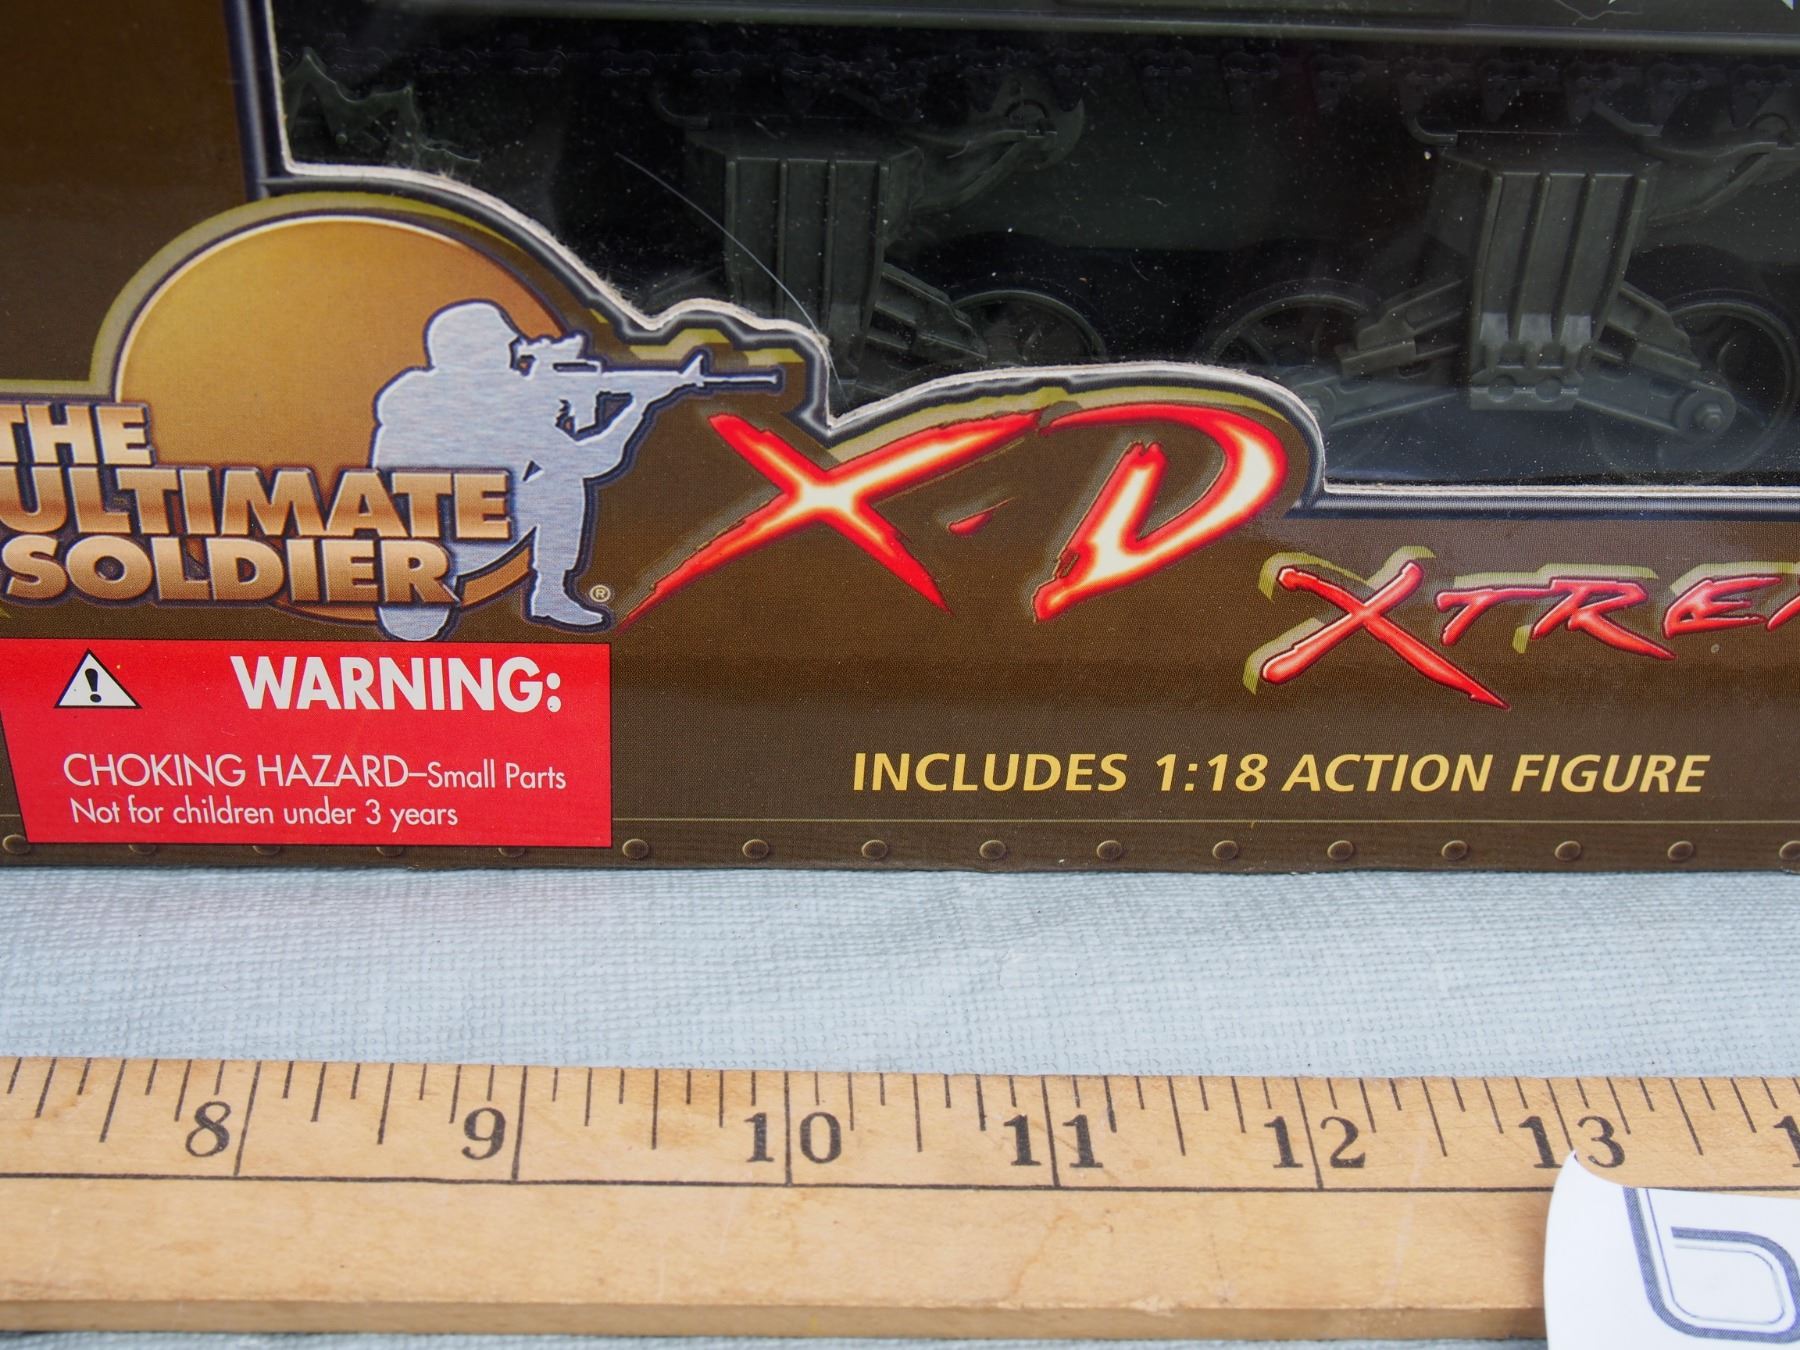 THE
ULTIMATE
SOLDIER®
X-D
XTRE
WARNING:
CHOKING HAZARD–Small Parts
Not for children under 3 years
INCLUDES 1:18 ACTION FIGURE
8 9 10 11 12 13